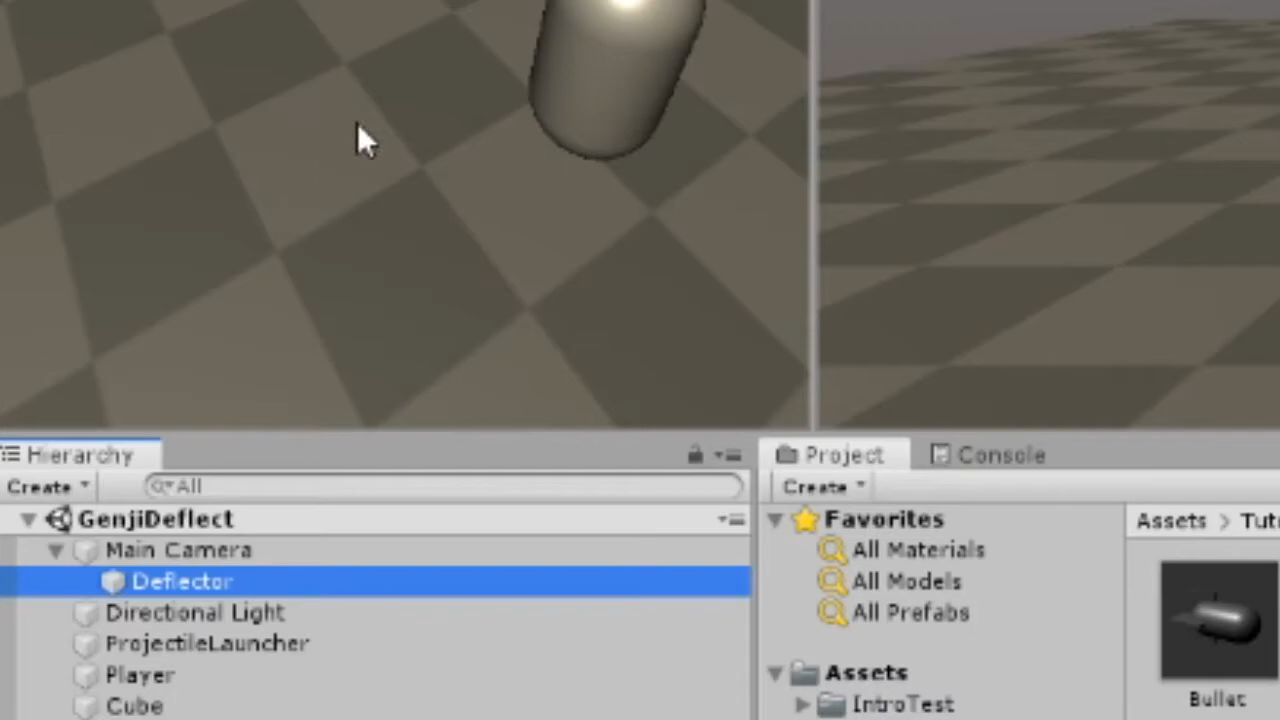 Hierarchy
Create
All
GenjiDeflect
Main Camera
Deflector
Directional Light
ProjectileLauncher
Player
Cube
Project
Console
Create
Favorites
All Materials
All Models
All Prefabs
Assets
IntroTest
Assets > Tuto
Bullet